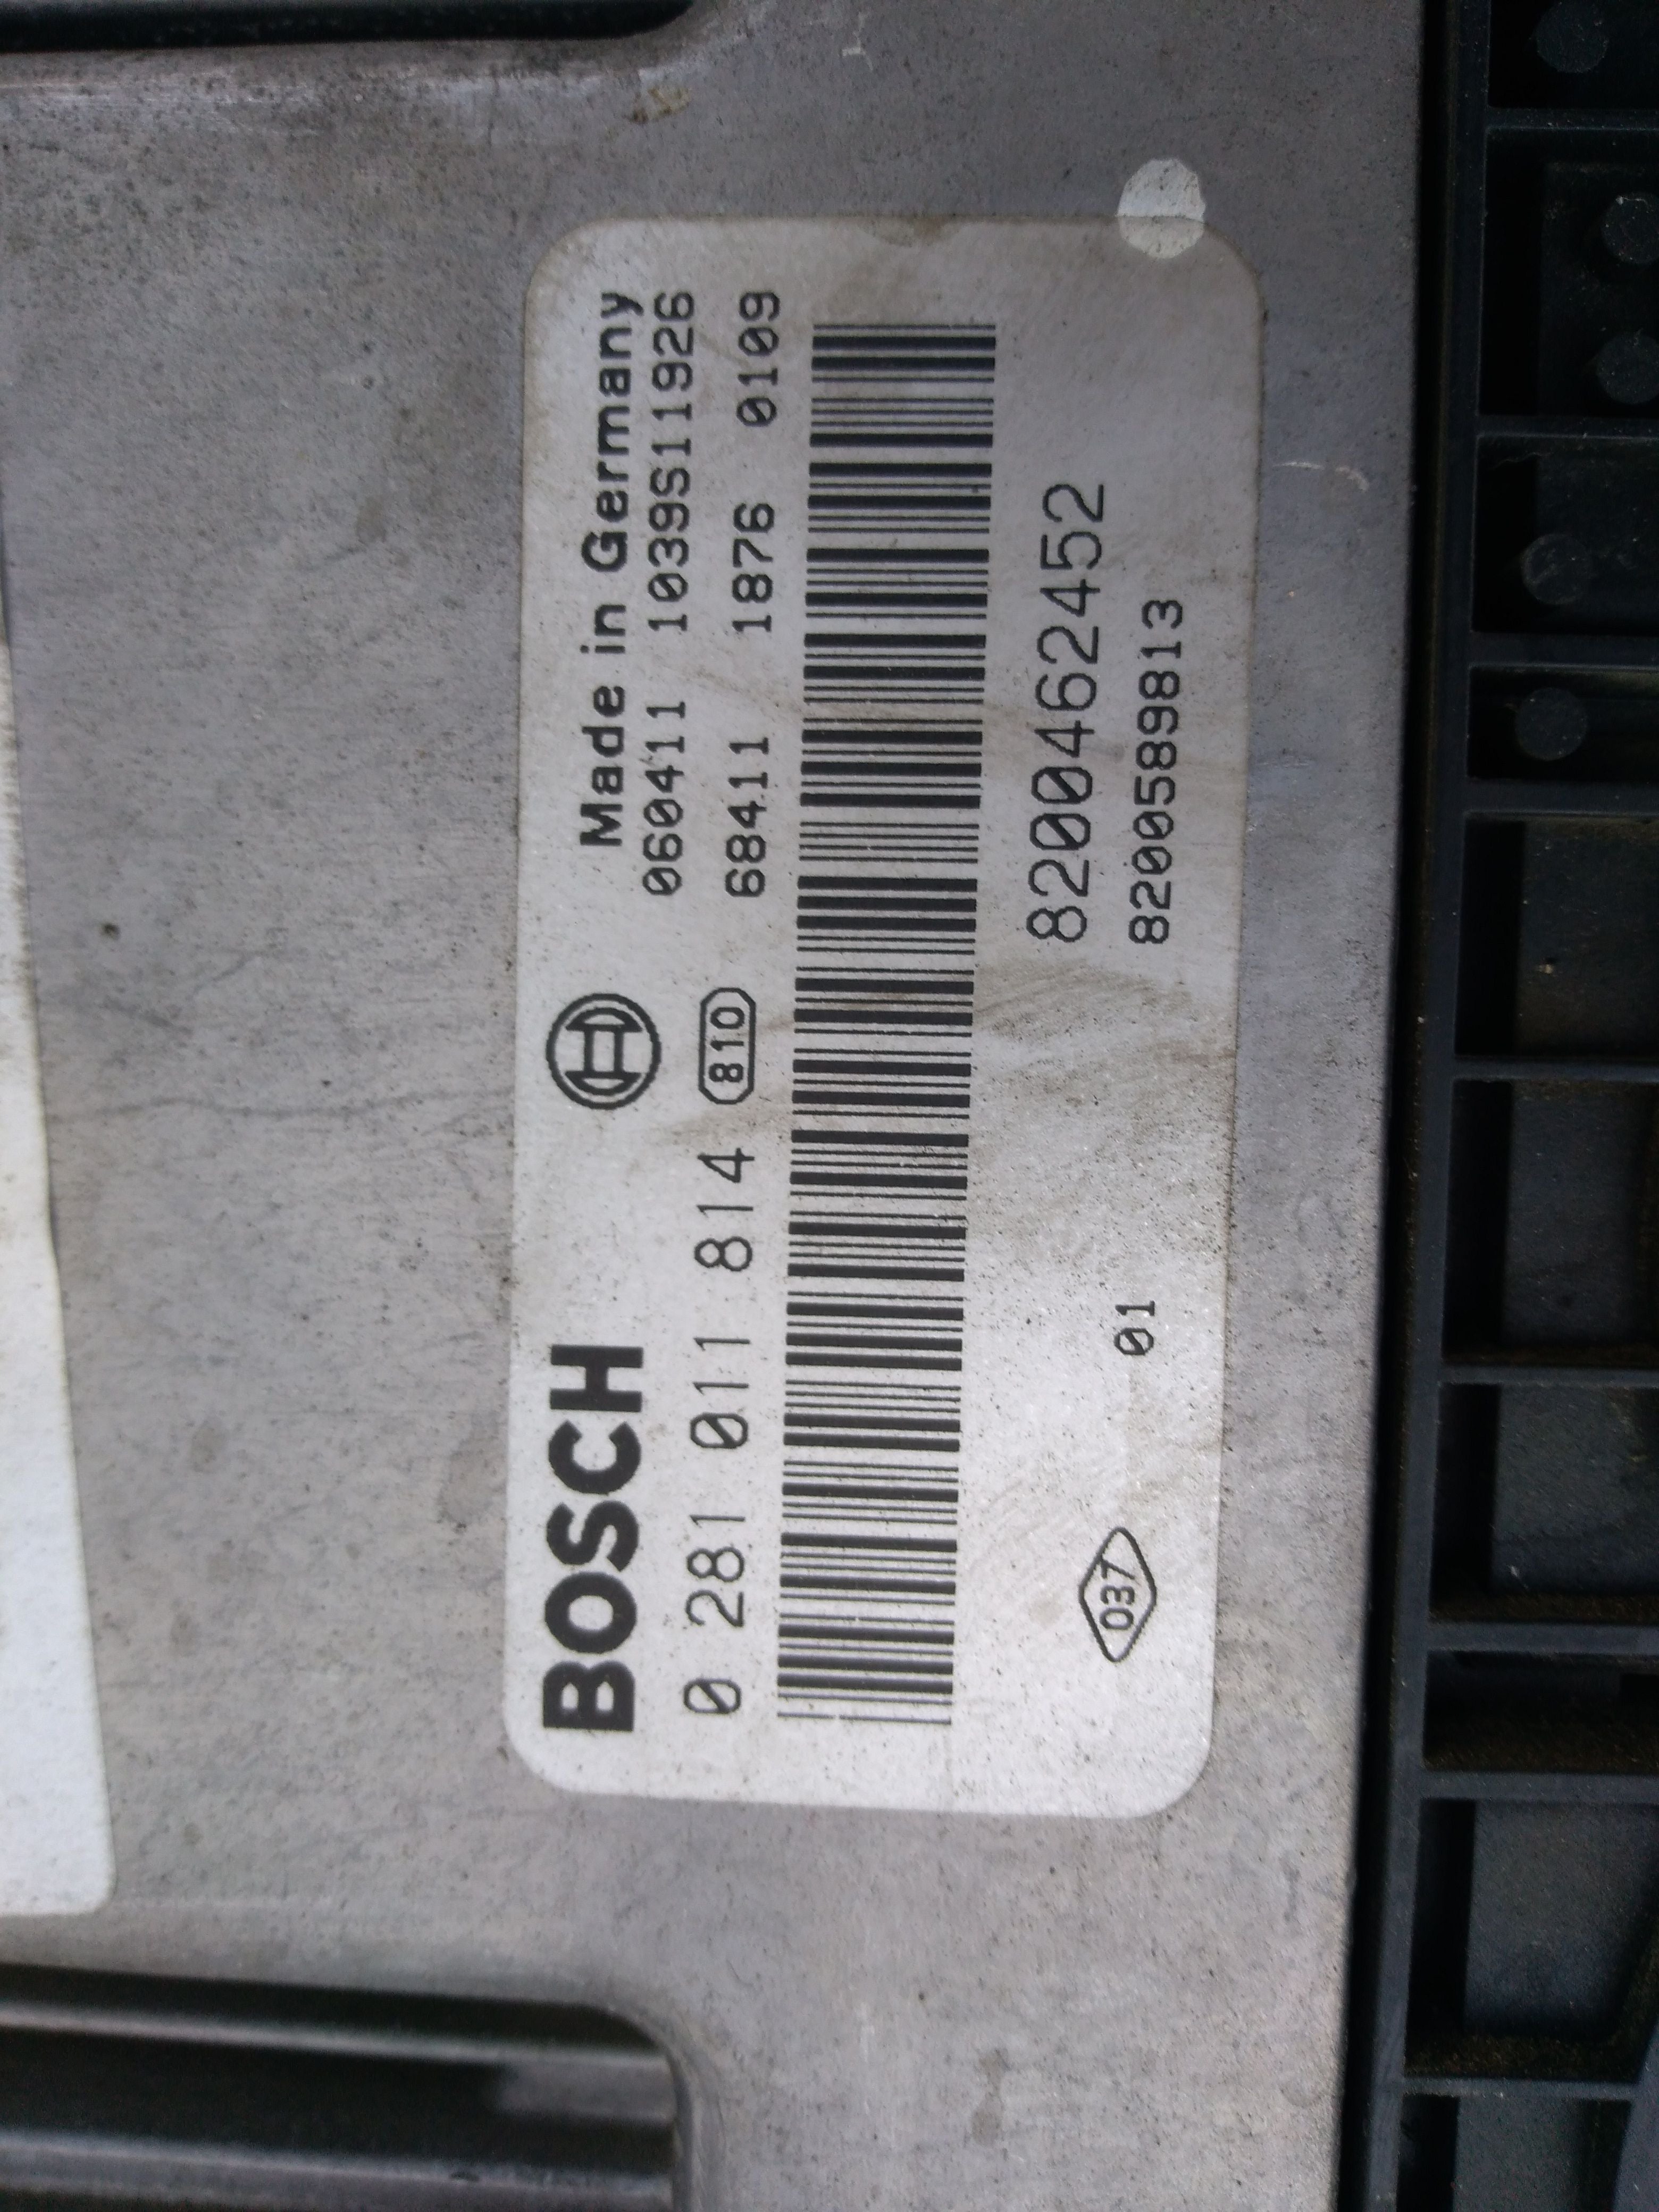 BOSCH
Made in Germany
060411 1039S11926
0 281 011 814
810
68411 1876 0109
8200462452
037
01
8200589813